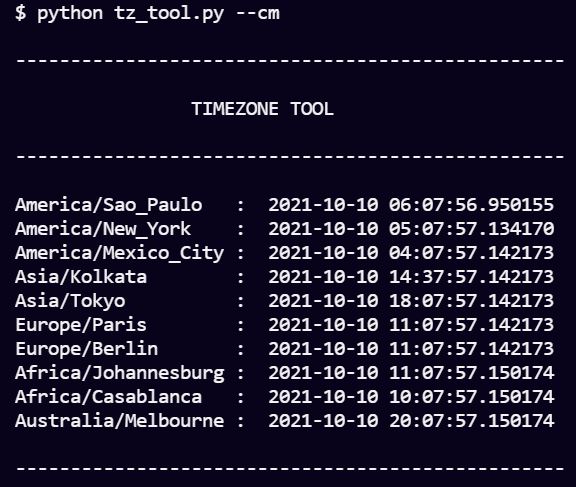 $ python tz_tool.py --cm
--------------------------------------------------
TIMEZONE TOOL
--------------------------------------------------
America/Sao_Paulo   :  2021-10-10 06:07:56.950155
America/New_York    :  2021-10-10 05:07:57.134170
America/Mexico_City :  2021-10-10 04:07:57.142173
Asia/Kolkata        :  2021-10-10 14:37:57.142173
Asia/Tokyo          :  2021-10-10 18:07:57.142173
Europe/Paris        :  2021-10-10 11:07:57.142173
Europe/Berlin       :  2021-10-10 11:07:57.142173
Africa/Johannesburg :  2021-10-10 11:07:57.150174
Africa/Casablanca   :  2021-10-10 10:07:57.150174
Australia/Melbourne :  2021-10-10 20:07:57.150174
--------------------------------------------------